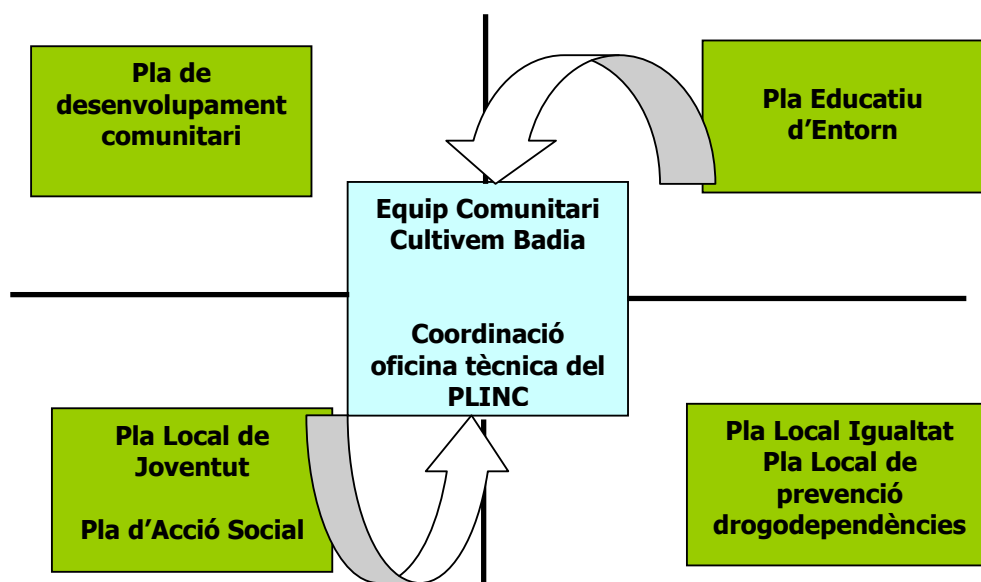 Pla de
desenvolupament
comunitari
Pla Educatiu
d’Entorn
Equip Comunitari
Cultivem Badia
Coordinació
oficina tècnica del
PLINC
Pla Local de
Joventut
Pla d’Acció Social
Pla Local Igualtat
Pla Local de
prevenció
drogodependències